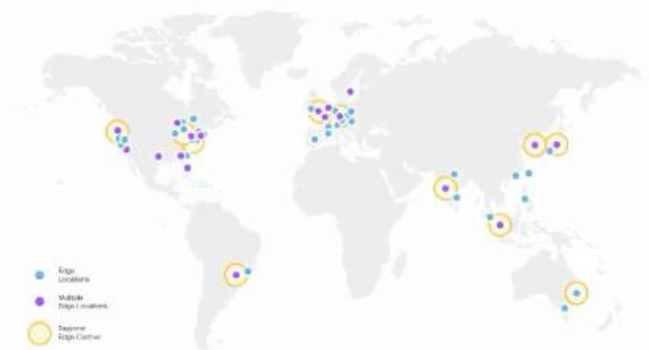 Edge
Locations
Multiple
Edge Locations
Regional
Edge Caches